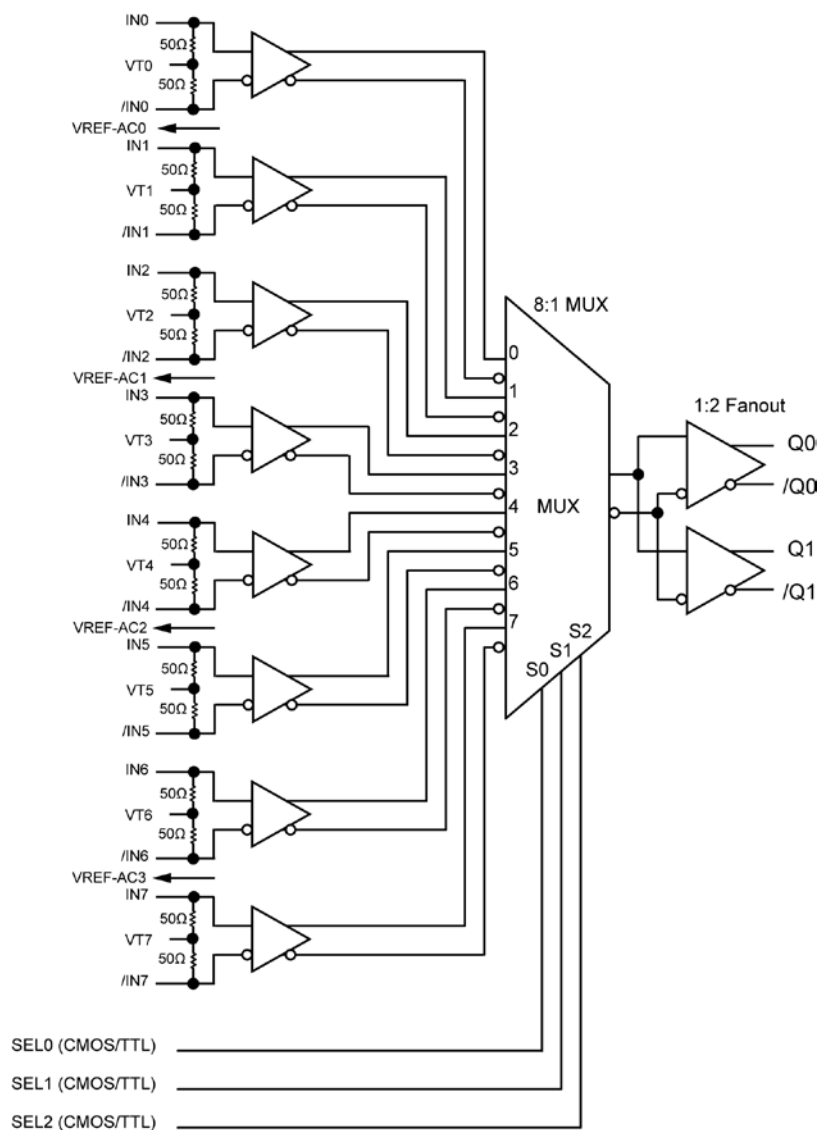 IN0
50Ω
VT0
50Ω
/IN0
VREF-AC0
IN1
50Ω
VT1
50Ω
/IN1
IN2
50Ω
VT2
50Ω
/IN2
VREF-AC1
IN3
50Ω
VT3
50Ω
/IN3
IN4
50Ω
VT4
50Ω
/IN4
VREF-AC2
IN5
50Ω
VT5
50Ω
/IN5
IN6
50Ω
VT6
50Ω
/IN6
VREF-AC3
IN7
50Ω
VT7
50Ω
/IN7
8:1 MUX
0
1
2
3
4
5
6
7
MUX
S0
S1
S2
1:2 Fanout
Q0
/Q0
Q1
/Q1
SEL0 (CMOS/TTL)
SEL1 (CMOS/TTL)
SEL2 (CMOS/TTL)